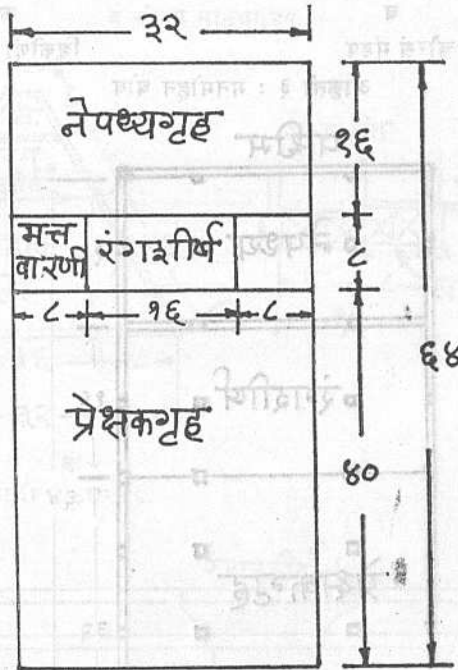 ३२
नेपथ्यगृह
१६
मत्त
वारणी
रंगशीर्ष
८
८
१६
८
६४
प्रेक्षकगृह
४०